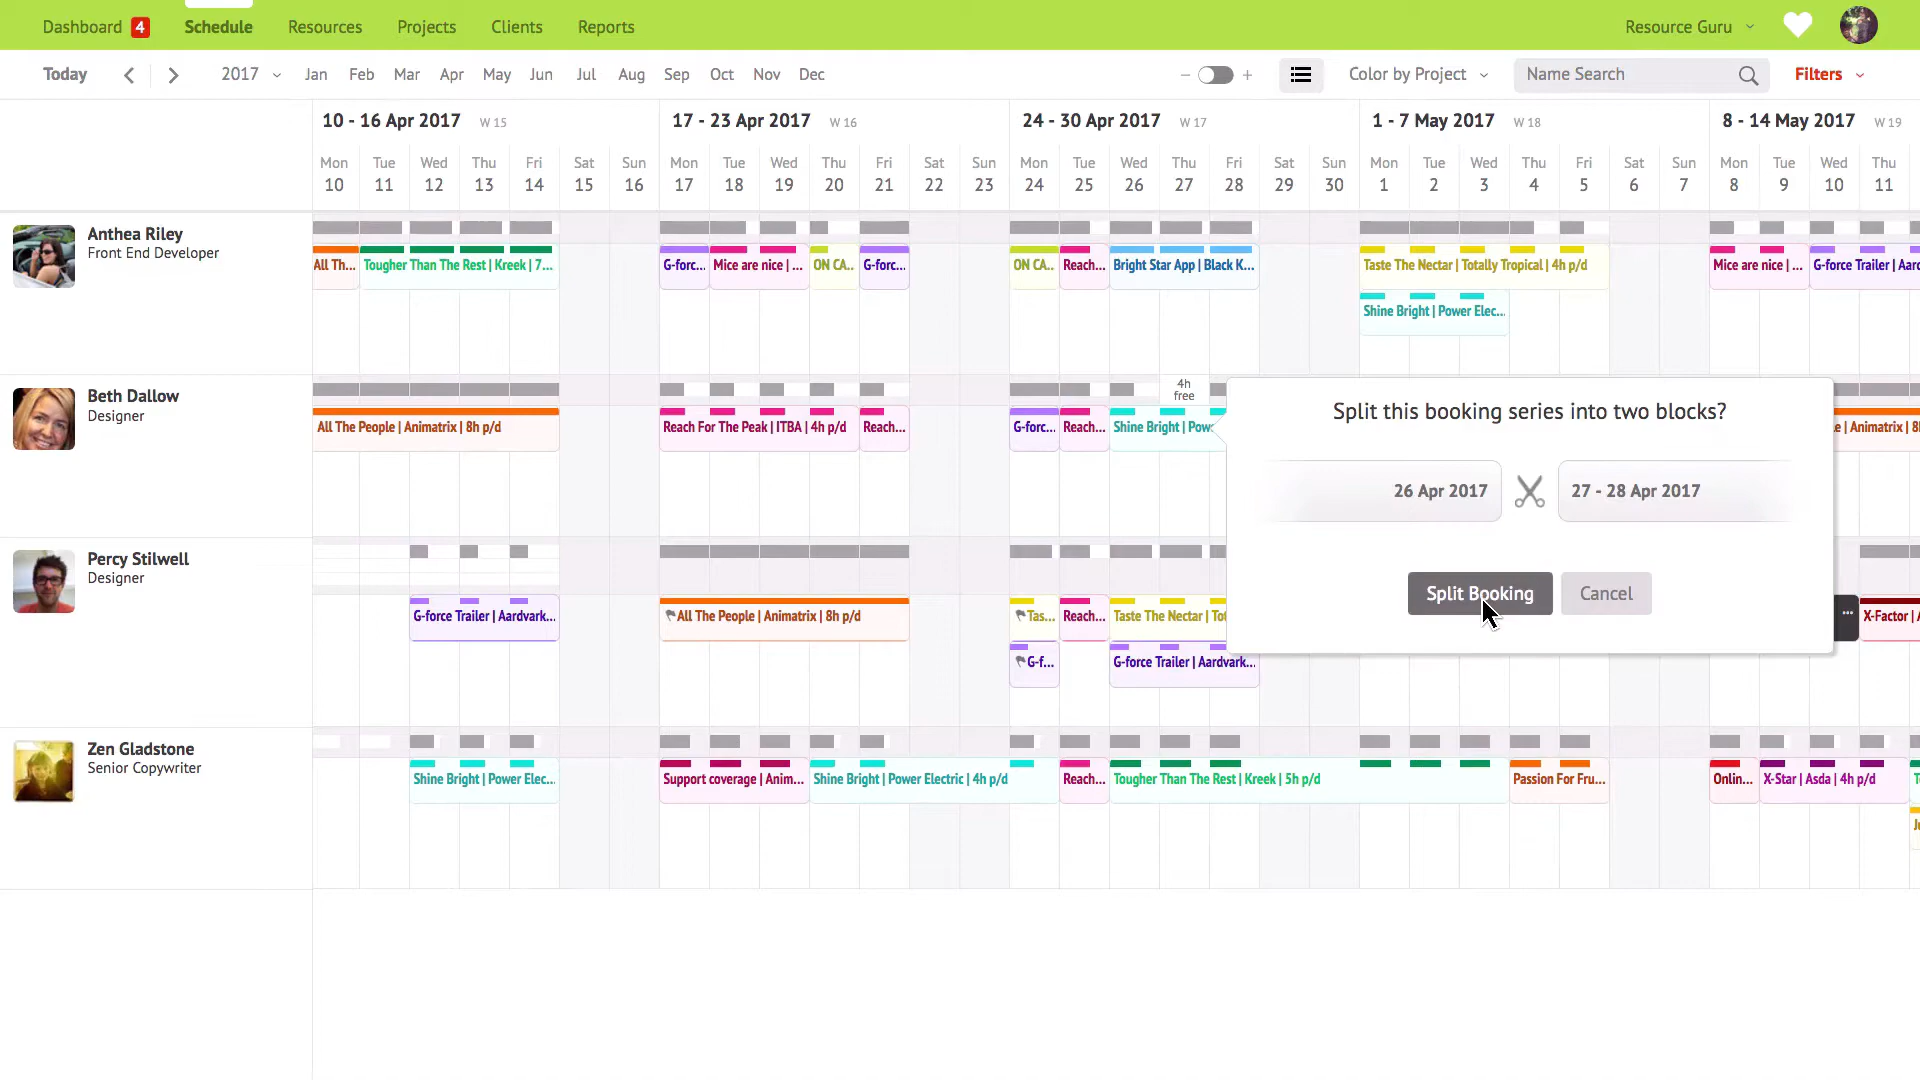 Dashboard 4 Schedule Resources Projects Clients Reports Resource Guru
Today 2017 Jan Feb Mar Apr May Jun Jul Aug Sep Oct Nov Dec − + Color by Project Name Search Filters
10 - 16 Apr 2017 W 15 17 - 23 Apr 2017 W 16 24 - 30 Apr 2017 W 17 1 - 7 May 2017 W 18 8 - 14 May 2017 W 19
Mon Tue Wed Thu Fri Sat Sun Mon Tue Wed Thu Fri Sat Sun Mon Tue Wed Thu Fri Sat Sun Mon Tue Wed Thu Fri Sat Sun Mon Tue Wed Thu
10 11 12 13 14 15 16 17 18 19 20 21 22 23 24 25 26 27 28 29 30 1 2 3 4 5 6 7 8 9 10 11
Anthea Riley
Front End Developer
All Th... Tougher Than The Rest | Kreek | 7... G-forc... Mice are nice | ... ON CA.. G-forc... ON CA.. Reach... Bright Star App | Black K... Taste The Nectar | Totally Tropical | 4h p/d Mice are nice | ... G-force Trailer | Aard
Shine Bright | Power Elec...
Beth Dallow
Designer
4h
free
All The People | Animatrix | 8h p/d Reach For The Peak | ITBA | 4h p/d Reach... G-forc... Reach... Shine Bright | Pow e | Animatrix | 8
Split this booking series into two blocks?
26 Apr 2017 27 - 28 Apr 2017
Split Booking Cancel
Percy Stilwell
Designer
G-force Trailer | Aardvark... All The People | Animatrix | 8h p/d Tas... Reach... Taste The Nectar | Tot ... X-Factor |
G-f... G-force Trailer | Aardvark...
Zen Gladstone
Senior Copywriter
Shine Bright | Power Elec... Support coverage | Anim... Shine Bright | Power Electric | 4h p/d Reach... Tougher Than The Rest | Kreek | 5h p/d Passion For Fru... Onlin... X-Star | Asda | 4h p/d